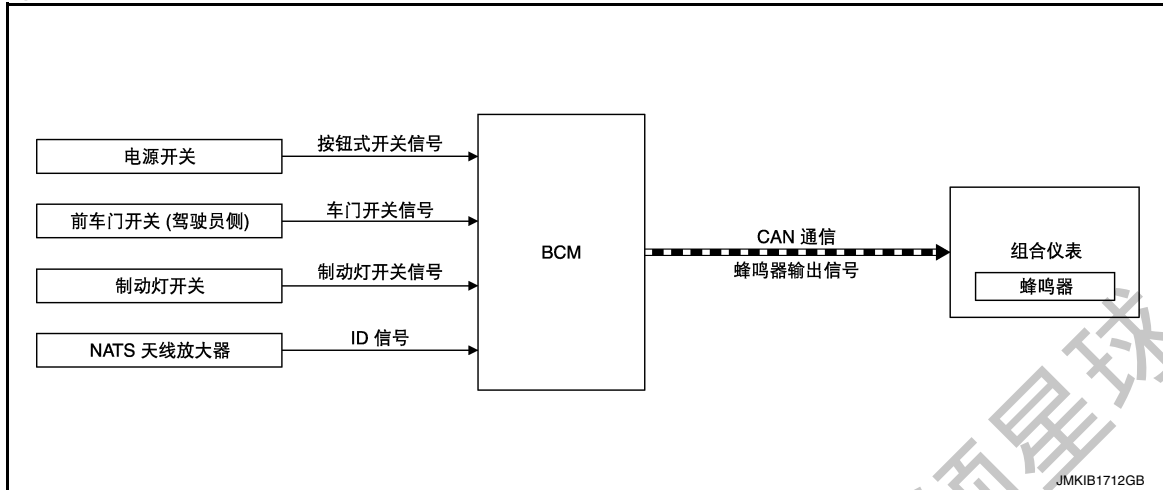 电源开关
按钮式开关信号
前车门开关 (驾驶员侧)
车门开关信号
制动灯开关
制动灯开关信号
NATS 天线放大器
ID 信号
BCM
CAN 通信
蜂鸣器输出信号
组合仪表
蜂鸣器
星球
JMKIB1712GB